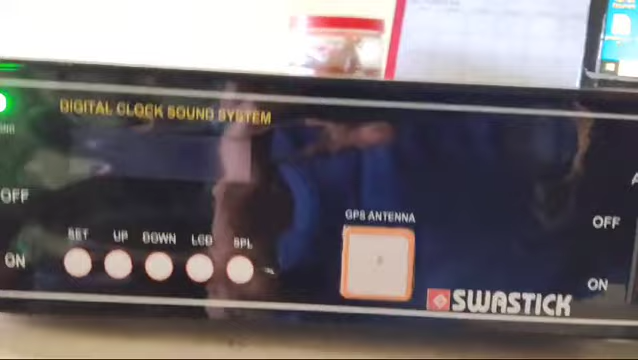 DIGITAL CLOCK SOUND SYSTEM
OFF
ON
SET UP DOWN LCD SPL
GPS ANTENNA
OFF
ON
SWASTICK